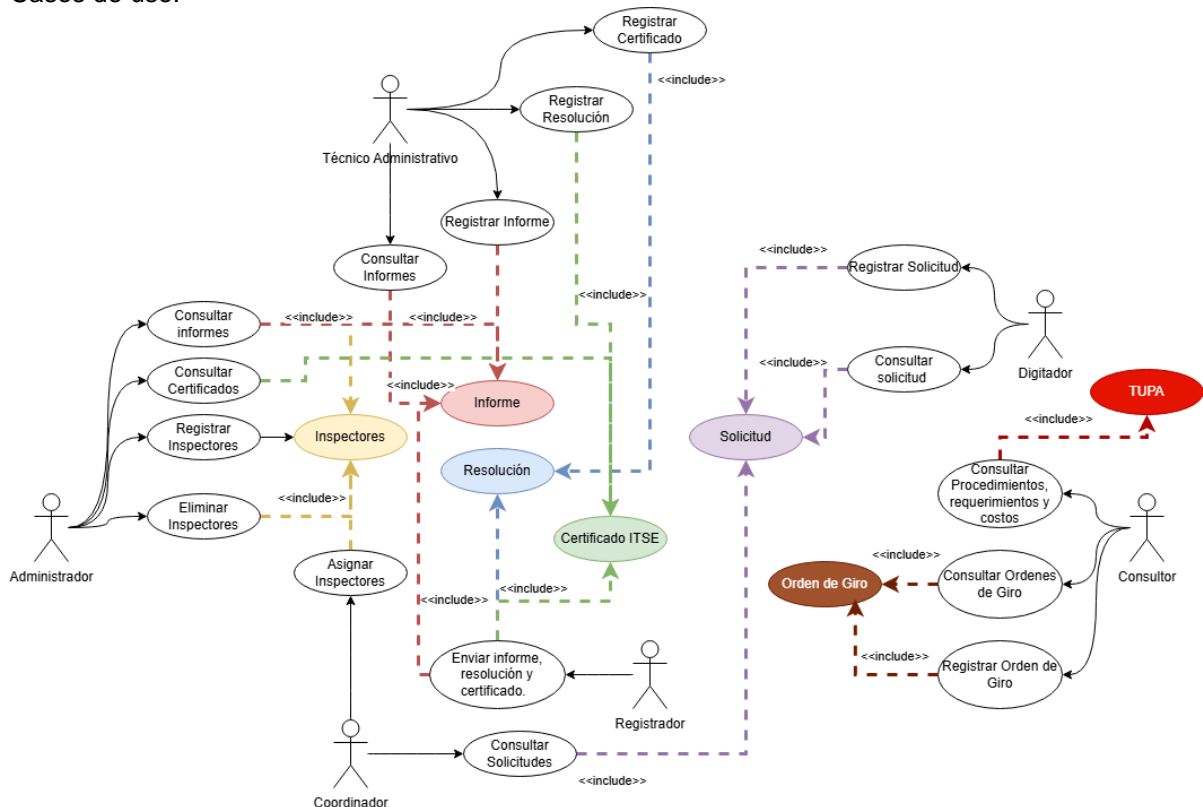 Casos de uso:
Registrar
Certificado
<<include>>
Registrar
Resolución
Técnico Administrativo
Registrar Informe
Consultar
Informes
<<include>>
Registrar Solicitud
<<include>>
Consultar
informes
<<include>>
<<include>>
Consultar
Certificados
<<include>>
Informe
<<include>>
Consultar
solicitud
Digitador
TUPA
<<include>>
Registrar
Inspectores
Inspectores
Solicitud
Resolución
Consultar
Procedimientos,
requerimientos y
costos
Eliminar
Inspectores
<<include>>
Administrador
Certificado ITSE
Asignar
Inspectores
<<include>>
Consultor
Orden de Giro
Consultar Ordenes
de Giro
<<include>>
<<include>>
<<include>>
Registrar Orden de
Giro
Enviar informe,
resolución y
certificado.
Registrador
Consultar
Solicitudes
<<include>>
Coordinador